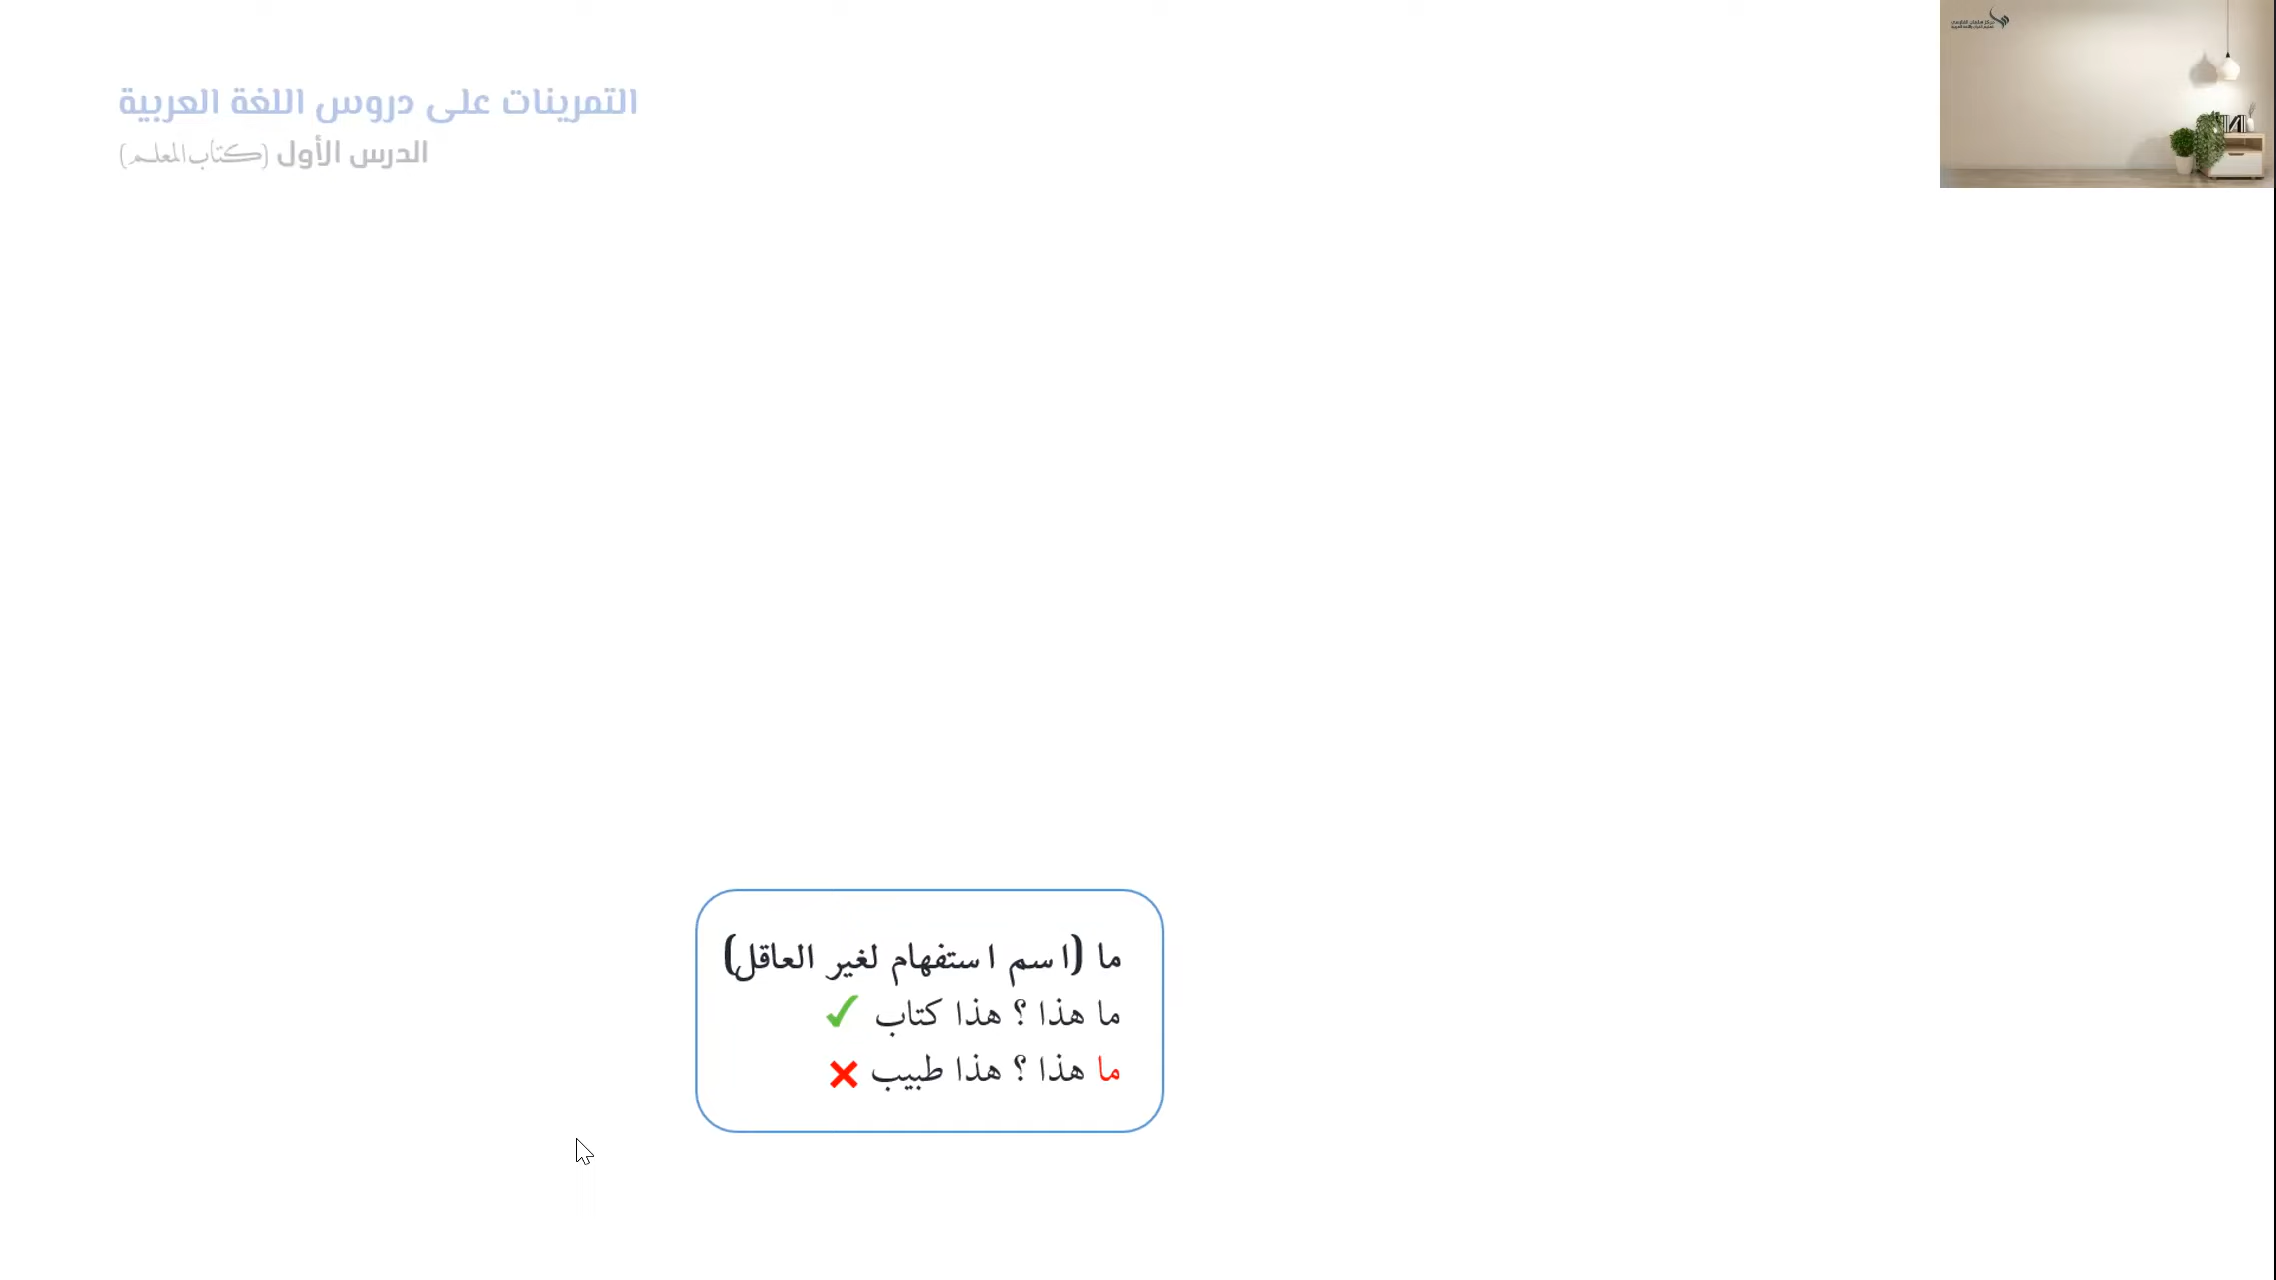 التمرينات على دروس اللغة العربية
الدرس الأول (كتاب المعلم)
ما (اسم استفهام لغير العاقل)
ما هذا ؟ هذا كتاب ✓
ما هذا ؟ هذا طبيب ✗